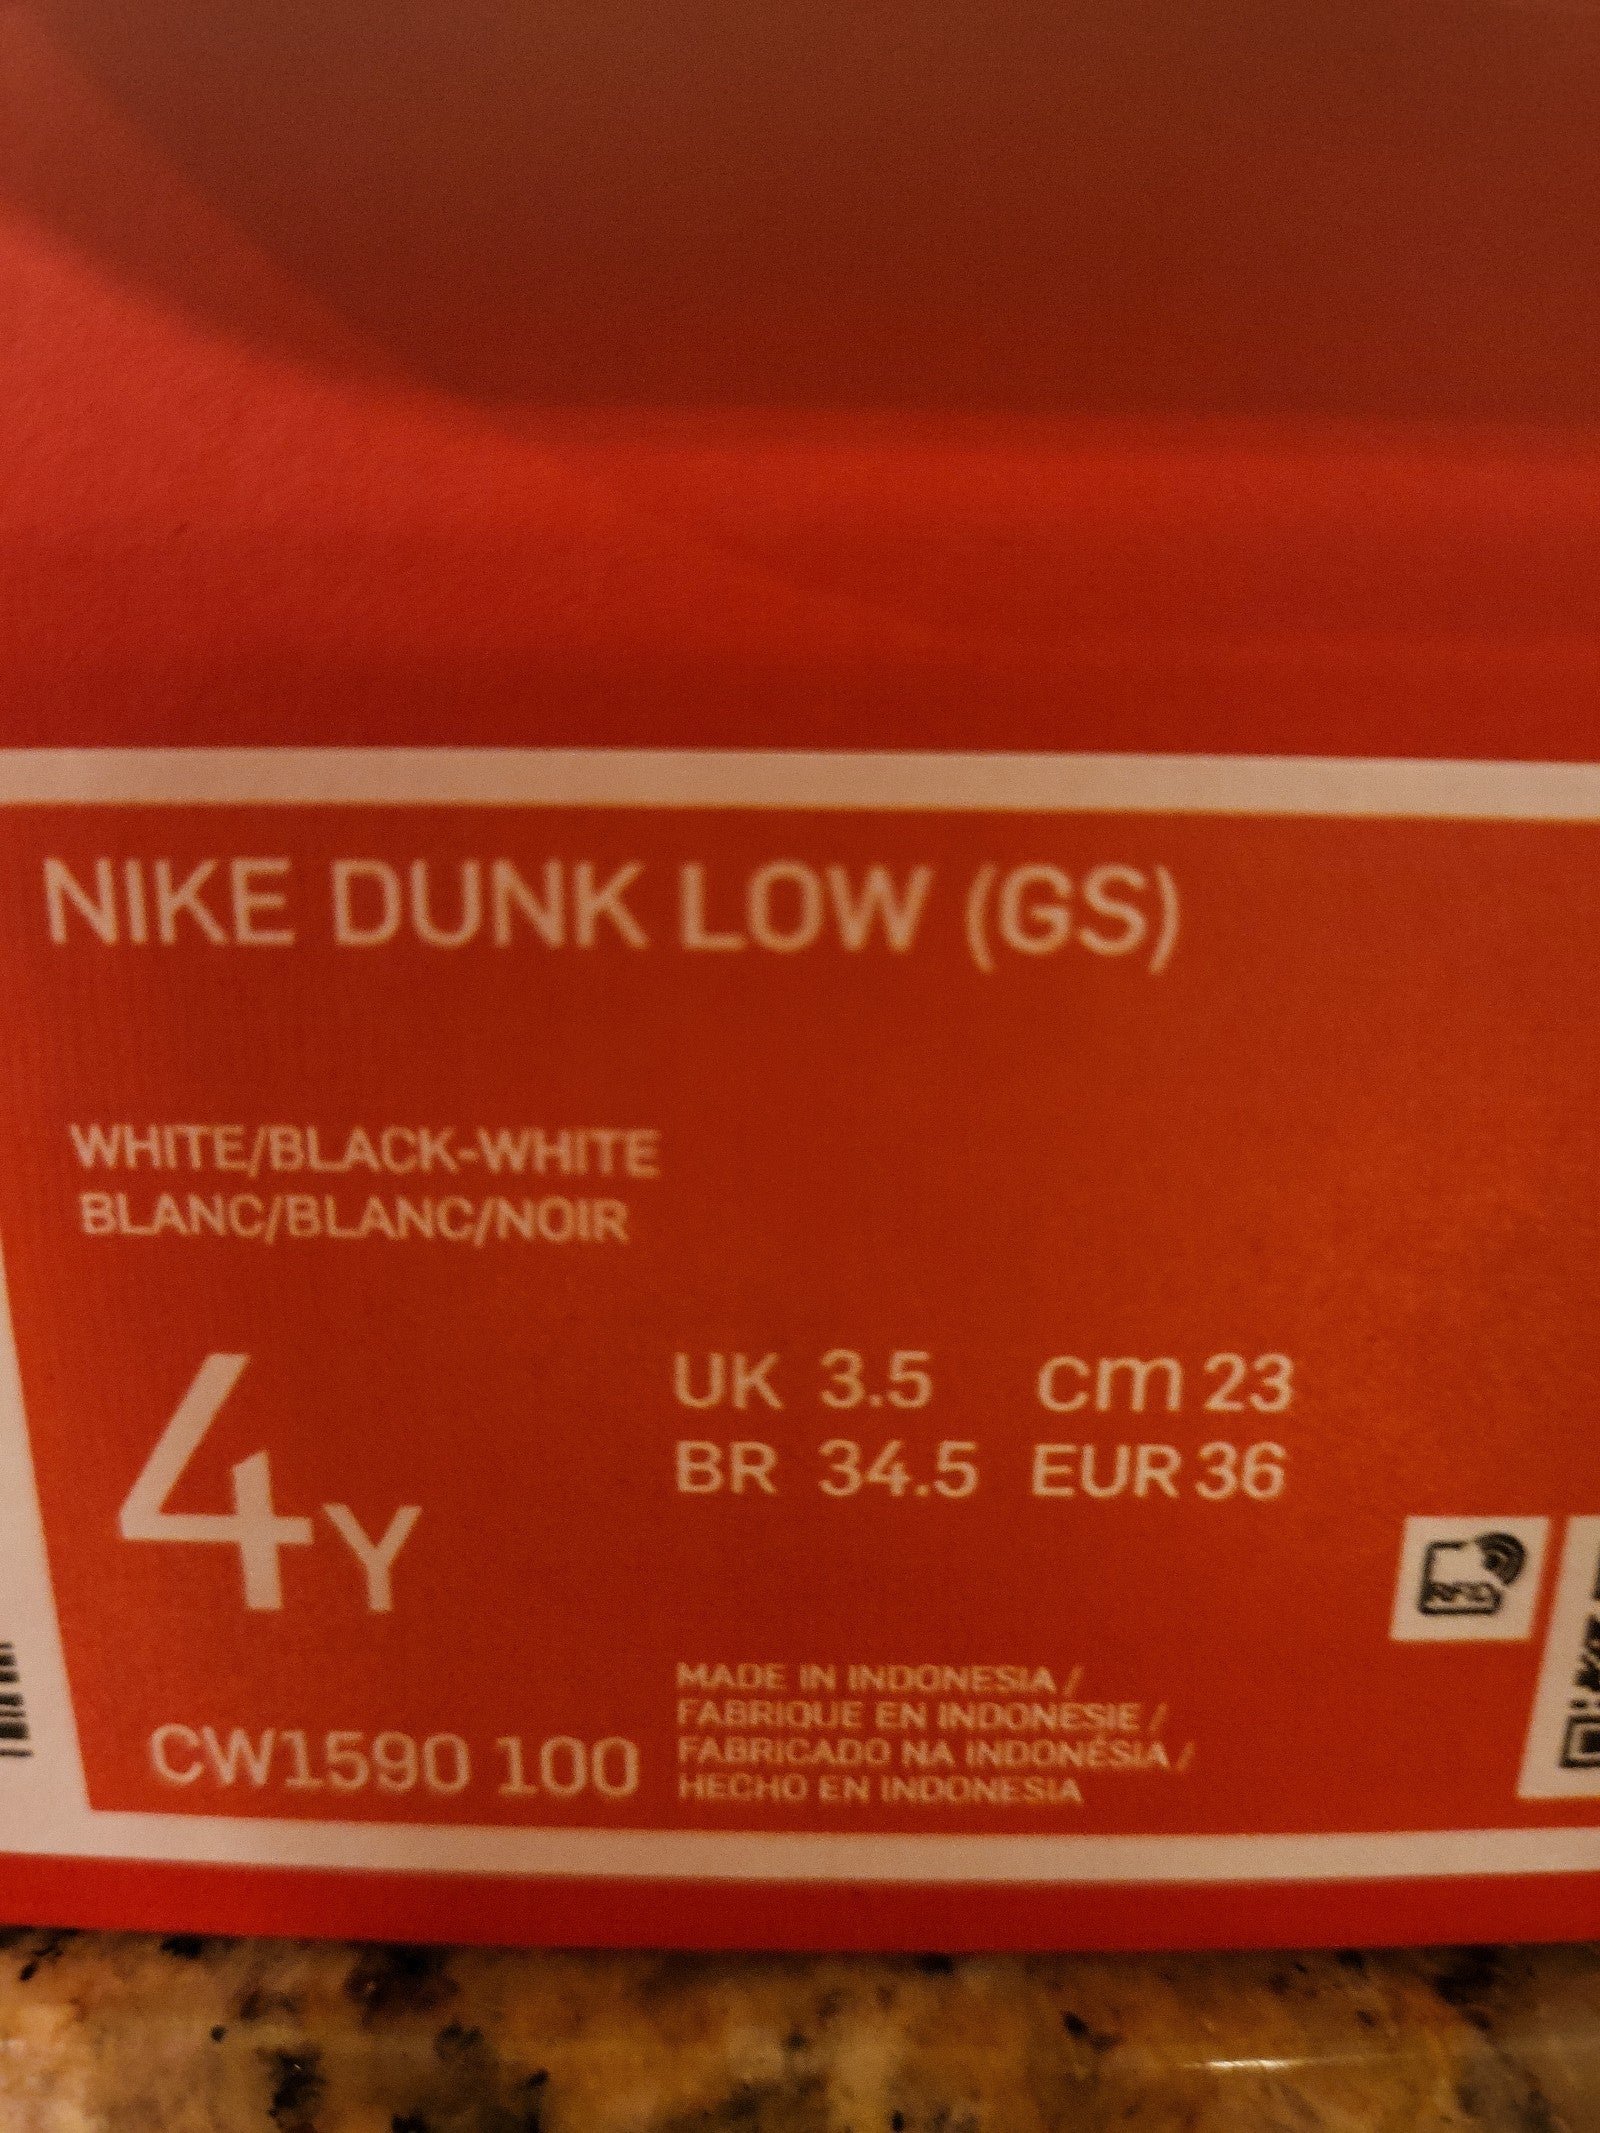 NIKE DUNK LOW (GS)
WHITE/BLACK-WHITE
BLANC/BLANC/NOIR
4Y
UK 3.5 cm 23
BR 34.5 EUR 36
RFID
MADE IN INDONESIA /
FABRIQUE EN INDONESIE /
FABRICADO NA INDONÉSIA /
HECHO EN INDONESIA
CW1590 100